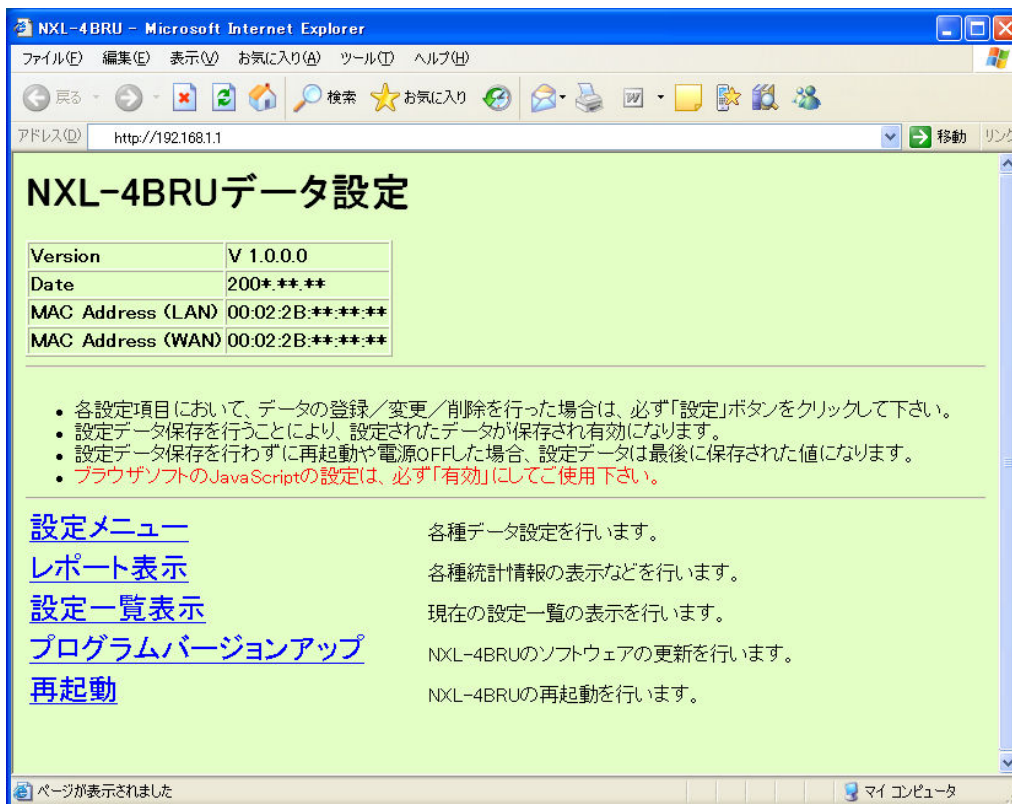 NXL-4BRU - Microsoft Internet Explorer
ファイル(F) 編集(E) 表示(V) お気に入り(A) ツール(T) ヘルプ(H)
戻る 検索 お気に入り
アドレス(D) http://192.168.1.1 移動 リンク
NXL-4BRUデータ設定
Version V 1.0.0.0
Date 200*.**.**
MAC Address (LAN) 00:02:2B:**:**:**
MAC Address (WAN) 00:02:2B:**:**:**
• 各設定項目において、データの登録/変更/削除を行った場合は、必ず「設定」ボタンをクリックして下さい。
• 設定データ保存を行うことにより、設定されたデータが保存され有効になります。
• 設定データ保存を行わずに再起動や電源OFFした場合、設定データは最後に保存された値になります。
• ブラウザソフトのJavaScriptの設定は、必ず「有効」にしてご使用下さい。
設定メニュー 各種データ設定を行います。
レポート表示 各種統計情報の表示などを行います。
設定一覧表示 現在の設定一覧の表示を行います。
プログラムバージョンアップ NXL-4BRUのソフトウェアの更新を行います。
再起動 NXL-4BRUの再起動を行います。
ページが表示されました マイ コンピュータ